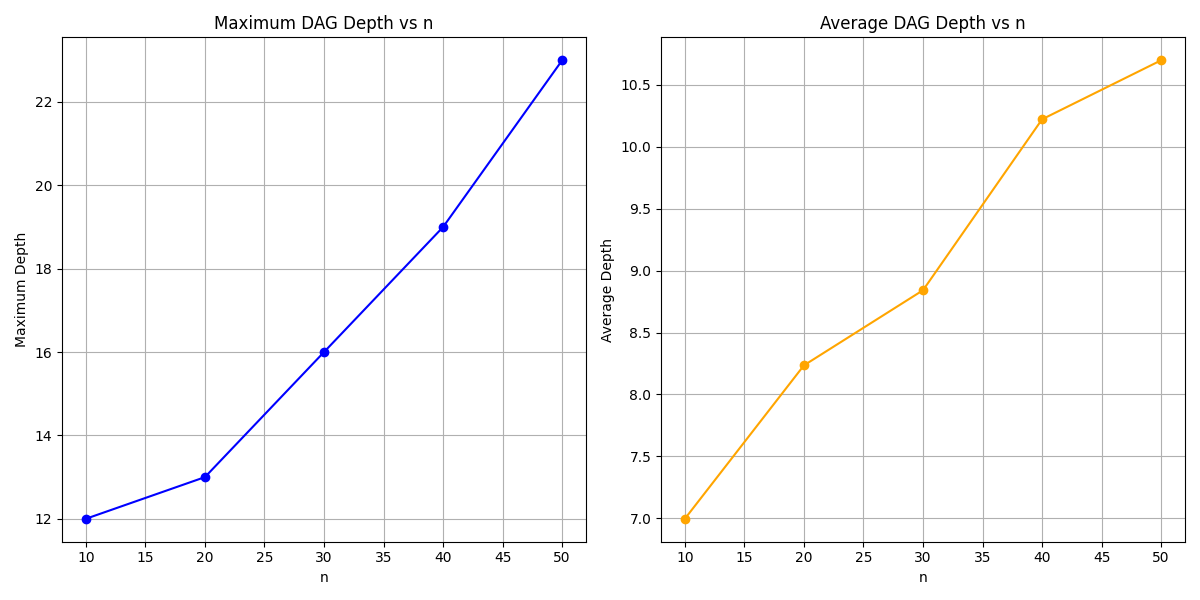 Maximum DAG Depth vs n
Maximum Depth
22
20
18
16
14
12
10 15 20 25 30 35 40 45 50
n
Average DAG Depth vs n
Average Depth
10.5
10.0
9.5
9.0
8.5
8.0
7.5
7.0
10 15 20 25 30 35 40 45 50
n